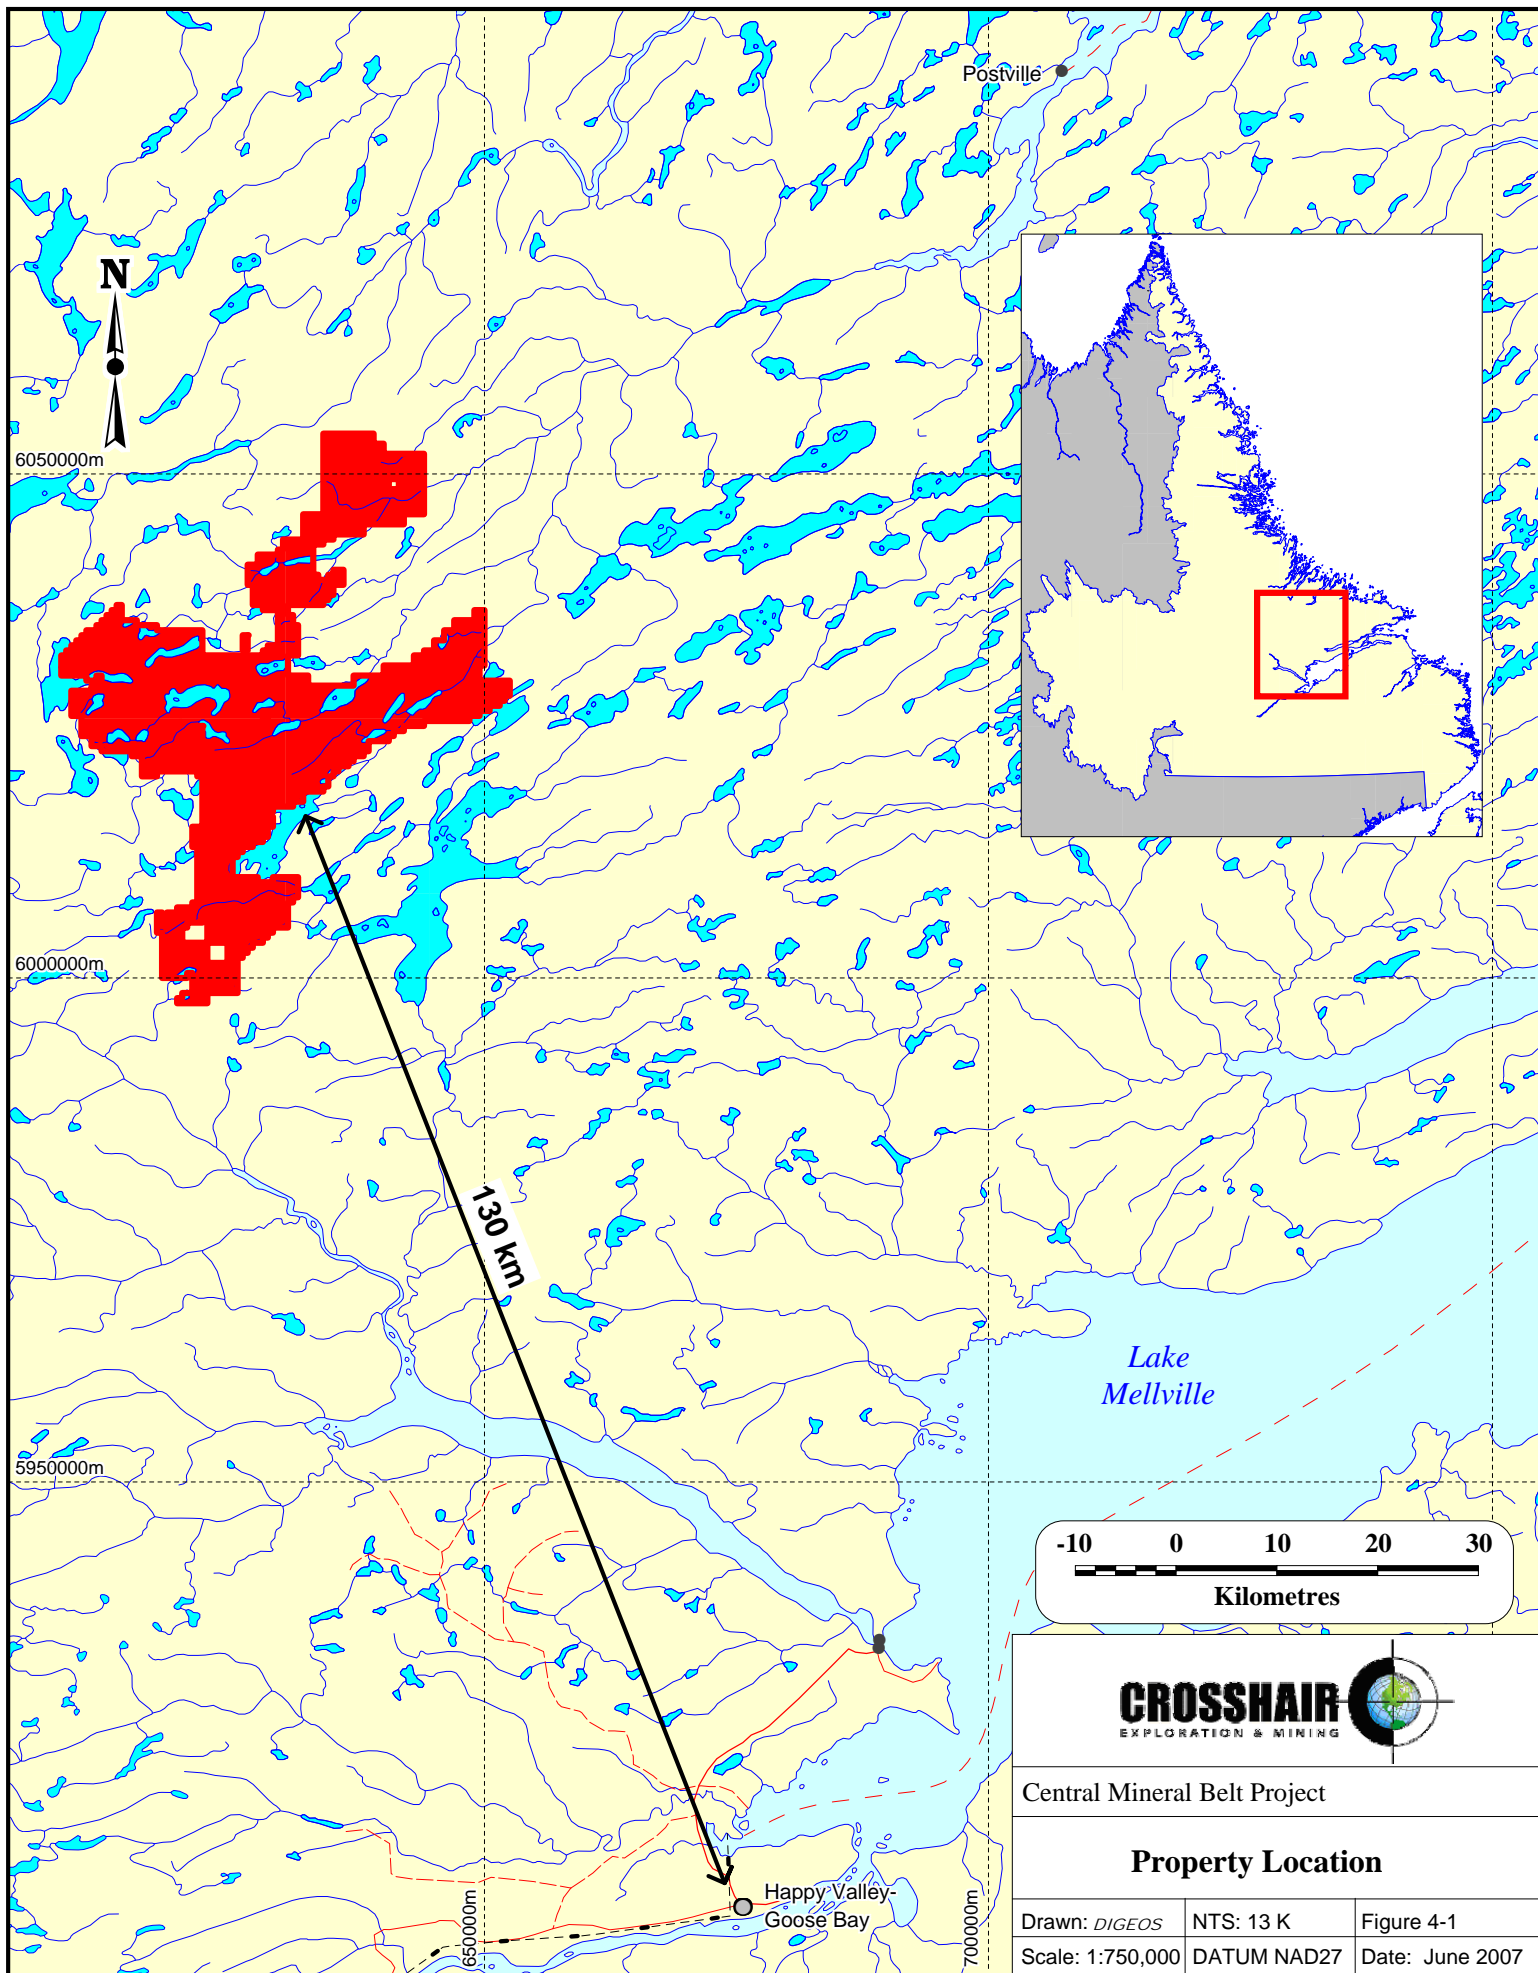 Postville
N
6050000m
6000000m
130 km
Lake
Mellville
5950000m
-10 0 10 20 30
Kilometres
CROSSHAIR
EXPLORATION & MINING
Central Mineral Belt Project
Property Location
Happy Valley-
Goose Bay
650000m
700000m
Drawn: DIGEOS NTS: 13 K Figure 4-1
Scale: 1:750,000 DATUM NAD27 Date: June 2007